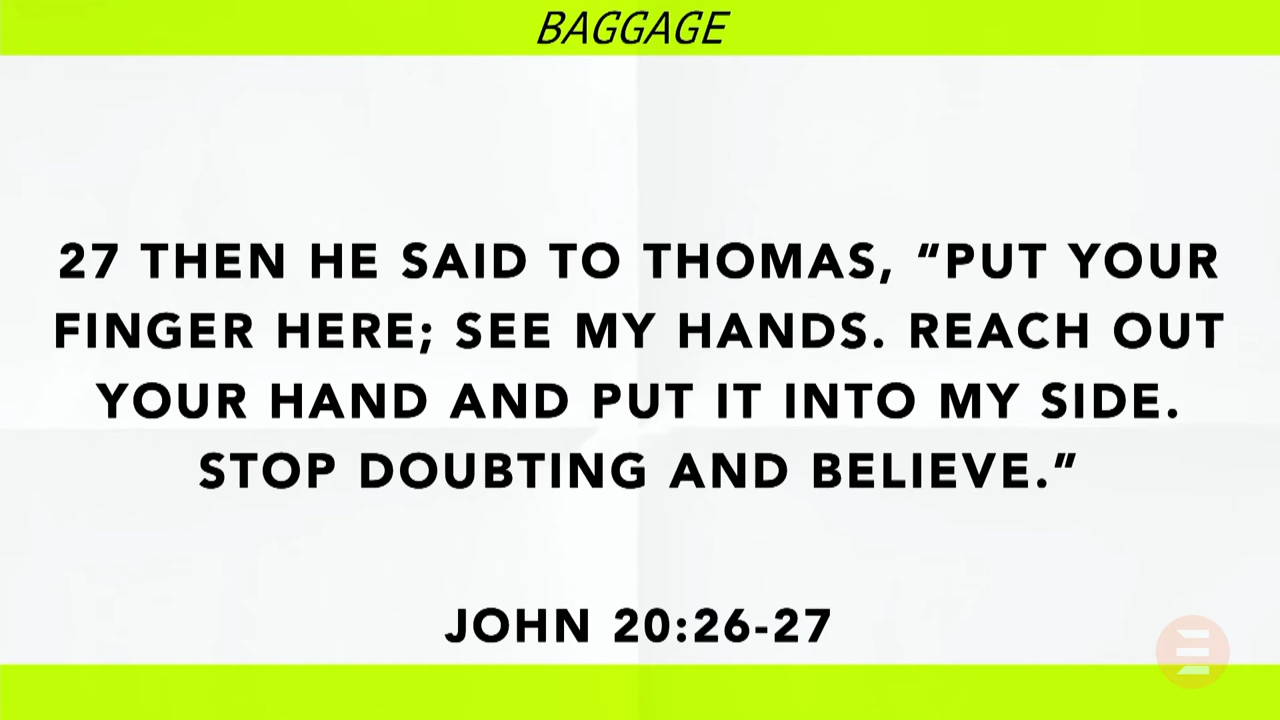 BAGGAGE
27 THEN HE SAID TO THOMAS, “PUT YOUR
FINGER HERE; SEE MY HANDS. REACH OUT
YOUR HAND AND PUT IT INTO MY SIDE.
STOP DOUBTING AND BELIEVE.”
JOHN 20:26-27